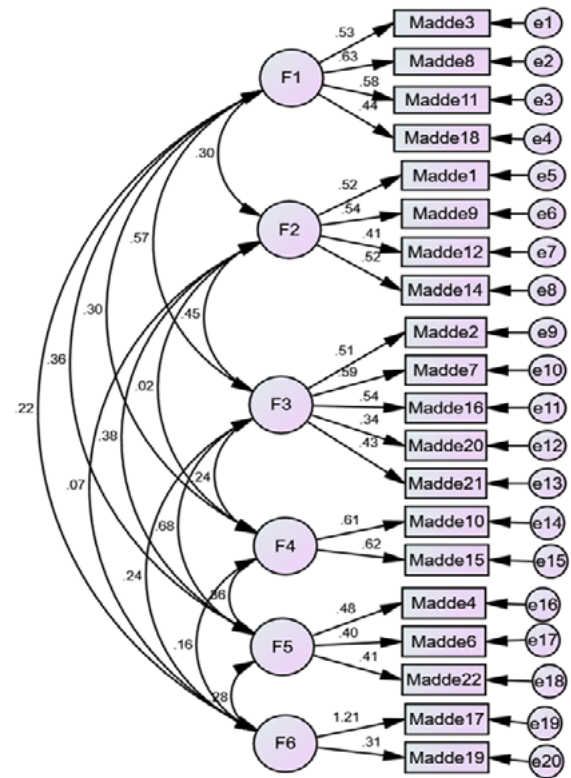 .53
Madde3
e1
.63
Madde8
e2
F1
.58
Madde11
e3
.44
Madde18
e4
.30
.52
Madde1
e5
.54
Madde9
e6
F2
.41
Madde12
e7
.52
Madde14
e8
.57
.45
.30
.51
Madde2
e9
.59
Madde7
e10
.36
.02
F3
.54
Madde16
e11
.22
.34
Madde20
e12
.38
.43
Madde21
e13
.07
.24
.61
Madde10
e14
.68
F4
.62
Madde15
e15
.24
.36
.48
Madde4
e16
.16
F5
.40
Madde6
e17
.41
Madde22
e18
.28
1.21
Madde17
e19
F6
.31
Madde19
e20